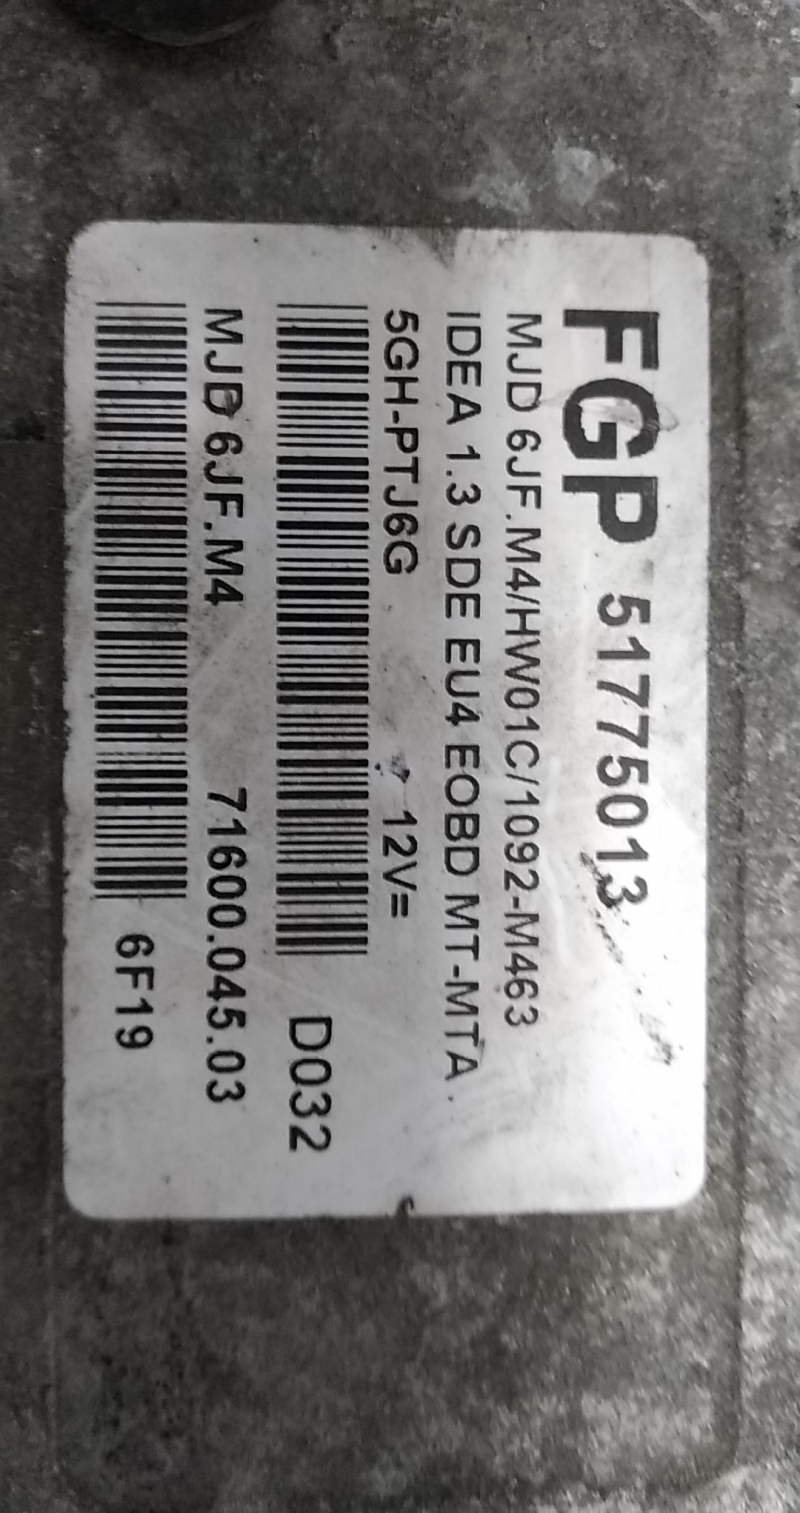 FGP 51775013
MJD 6JF.M4/HW01C/1092-M463
IDEA 1.3 SDE EU4 EOBD MT-MTA
5GH-PTJ6G 12V=
D032
MJD 6JF.M4 71600.045.03
6F19